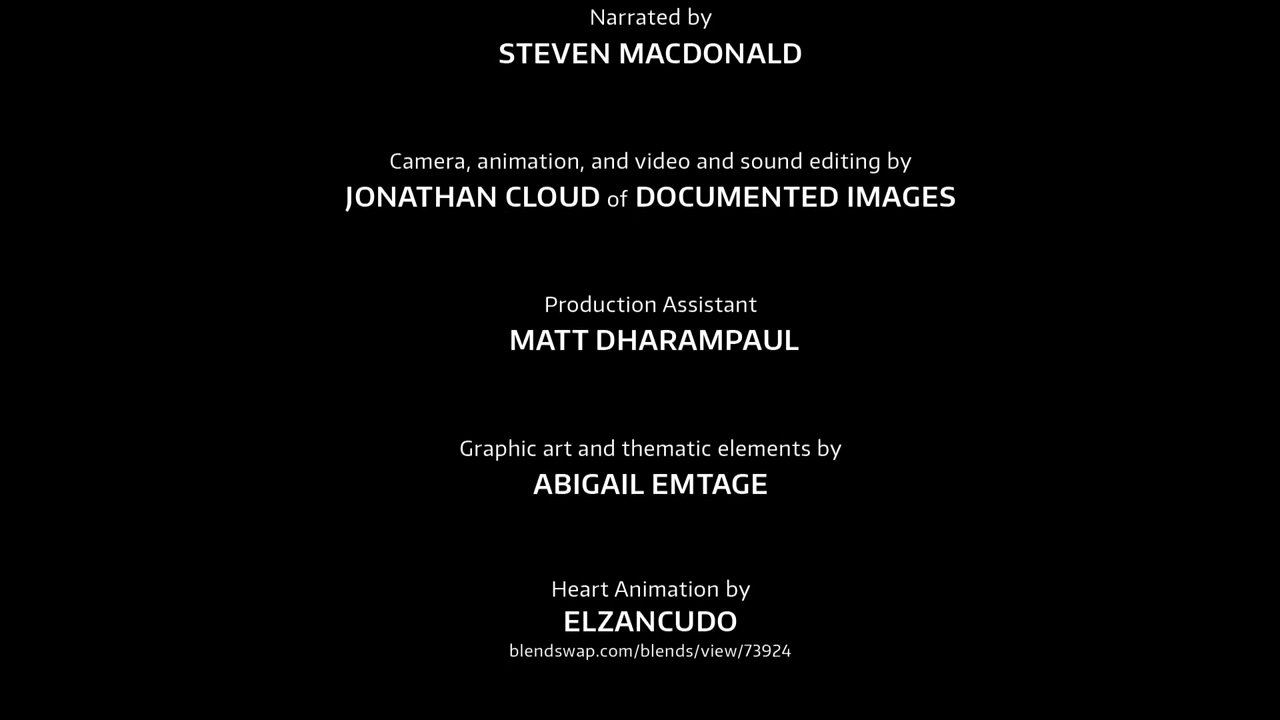 Narrated by
STEVEN MACDONALD
Camera, animation, and video and sound editing by
JONATHAN CLOUD of DOCUMENTED IMAGES
Production Assistant
MATT DHARAMPAUL
Graphic art and thematic elements by
ABIGAIL EMTAGE
Heart Animation by
ELZANCUDO
blendswap.com/blends/view/73924